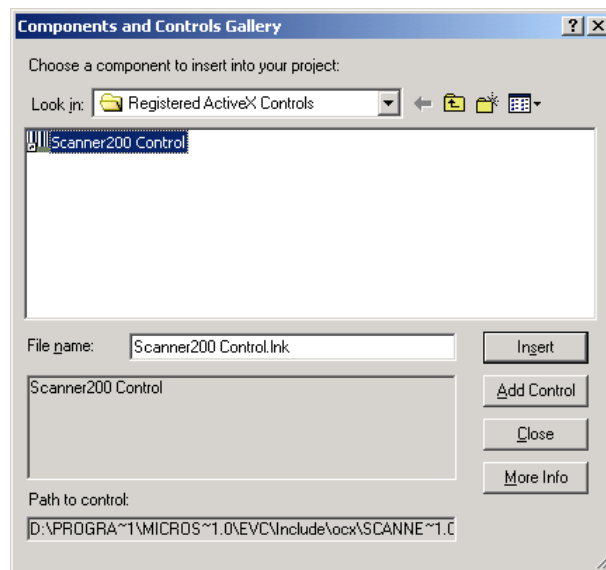 Components and Controls Gallery
Choose a component to insert into your project:
Look in: Registered ActiveX Controls
Scanner200 Control
File name: Scanner200 Control.lnk Insert
Scanner200 Control Add Control
Close
More Info
Path to control:
D:\PROGRA~1\MICROS~1.0\EVC\Include\ocx\SCANNE~1.0